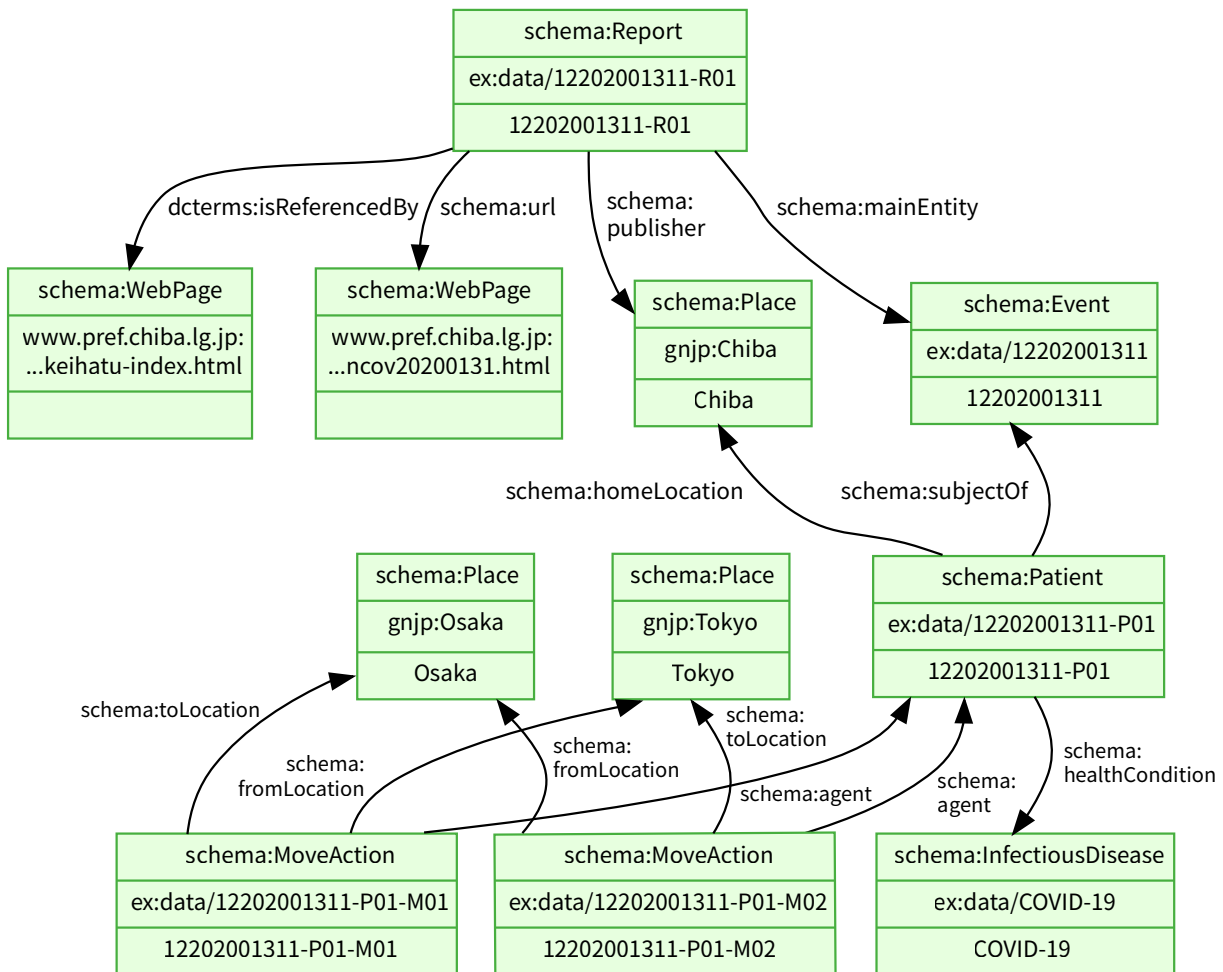 schema:Report
ex:data/12202001311-R01
12202001311-R01
dcterms:isReferencedBy
schema:url
schema:
publisher
schema:mainEntity
schema:WebPage
www.pref.chiba.lg.jp:
...keihatu-index.html
schema:WebPage
www.pref.chiba.lg.jp:
...ncov20200131.html
schema:Place
gnjp:Chiba
Chiba
schema:Event
ex:data/12202001311
12202001311
schema:homeLocation
schema:subjectOf
schema:Place
gnjp:Osaka
Osaka
schema:Place
gnjp:Tokyo
Tokyo
schema:Patient
ex:data/12202001311-P01
12202001311-P01
schema:toLocation
schema:
fromLocation
schema:
fromLocation
schema:
toLocation
schema:agent
schema:
agent
schema:
healthCondition
schema:MoveAction
ex:data/12202001311-P01-M01
12202001311-P01-M01
schema:MoveAction
ex:data/12202001311-P01-M02
12202001311-P01-M02
schema:InfectiousDisease
ex:data/COVID-19
COVID-19